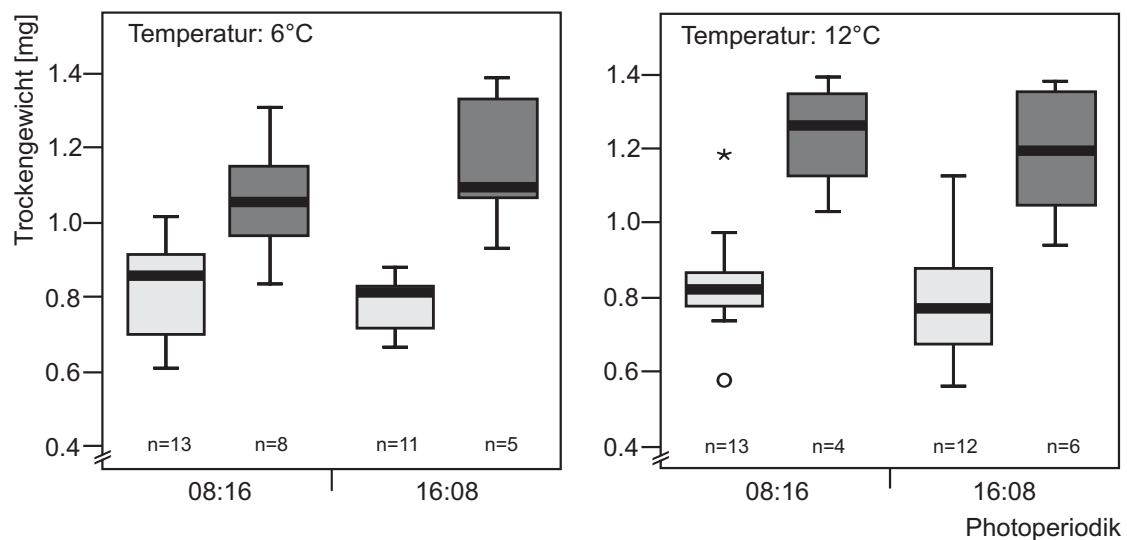 Trockengewicht [mg]
Temperatur: 6°C
1.4
1.2
1.0
0.8
0.6
0.4
n=13 n=8 n=11 n=5
08:16 16:08
Temperatur: 12°C
1.4
1.2
1.0
0.8
0.6
0.4
n=13 n=4 n=12 n=6
08:16 16:08
Photoperiodik